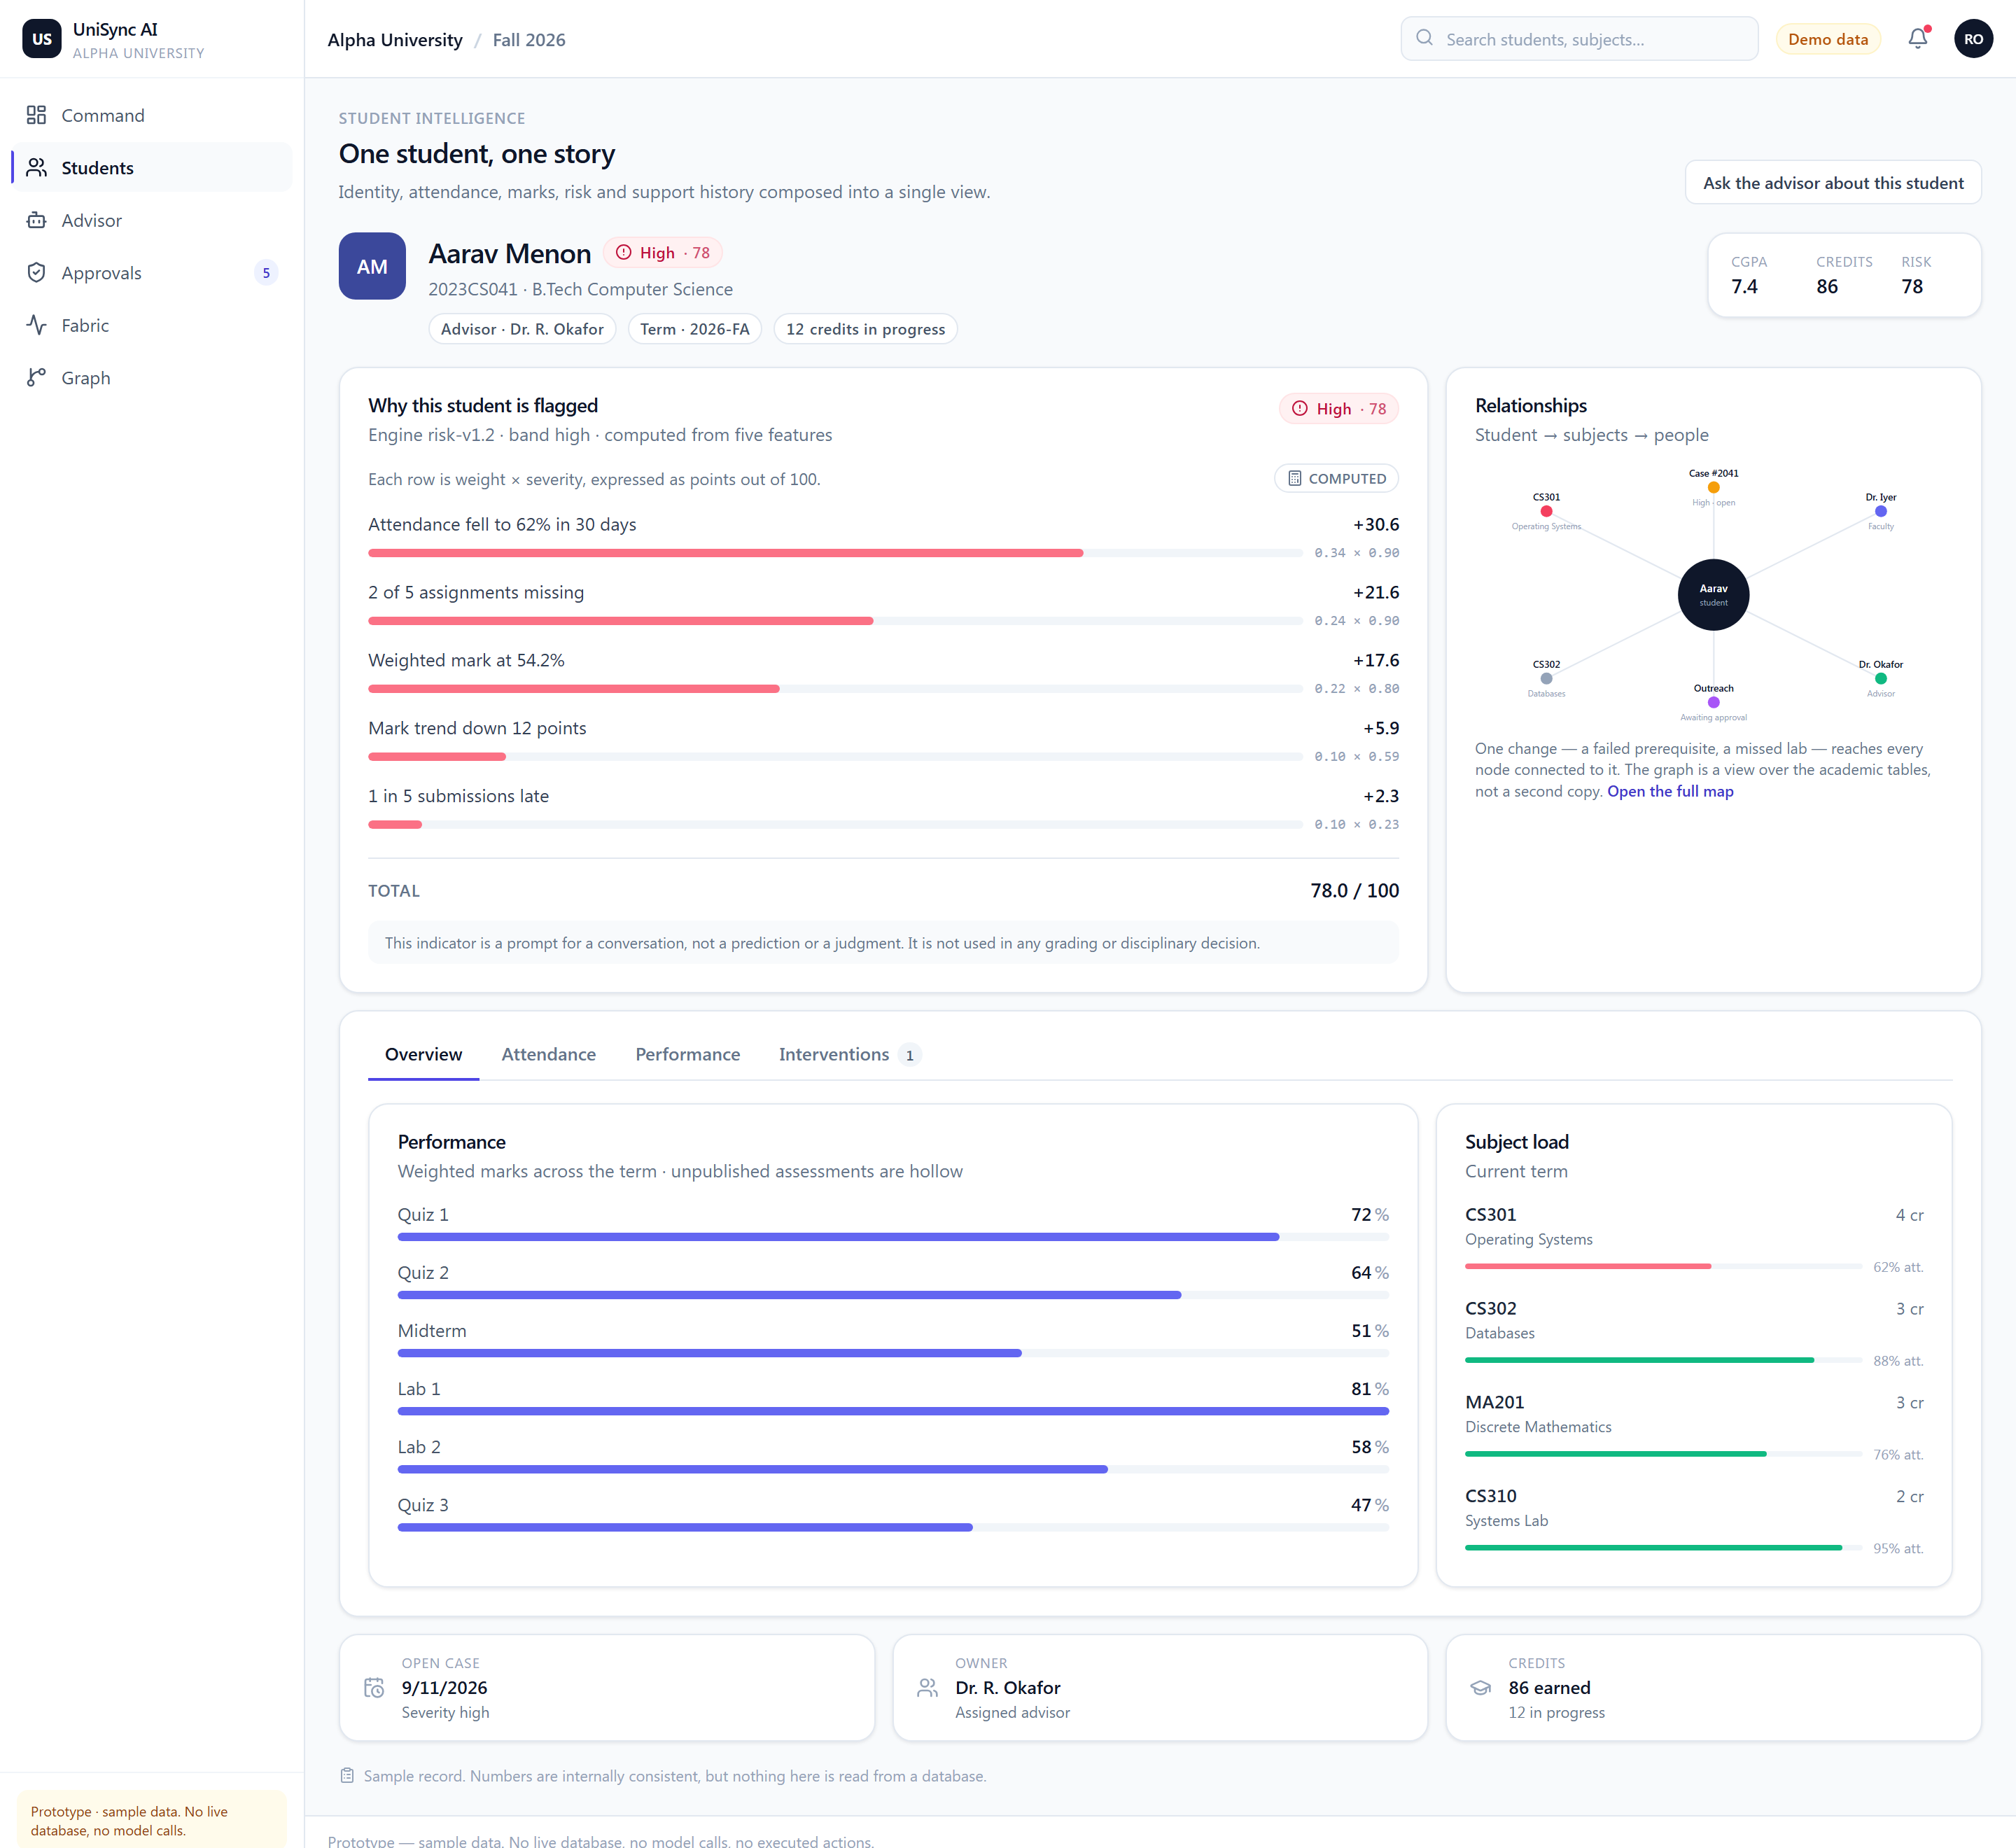 US
UniSync AI
ALPHA UNIVERSITY
Command
Students
Advisor
Approvals
5
Fabric
Graph
Prototype · sample data. No live
database, no model calls.
Alpha University / Fall 2026
Search students, subjects...
Demo data
RO
STUDENT INTELLIGENCE
One student, one story
Identity, attendance, marks, risk and support history composed into a single view.
Ask the advisor about this student
AM
Aarav Menon
High · 78
2023CS041 · B.Tech Computer Science
Advisor · Dr. R. Okafor
Term · 2026-FA
12 credits in progress
CGPA
7.4
CREDITS
86
RISK
78
Why this student is flagged
High · 78
Engine risk-v1.2 · band high · computed from five features
Each row is weight × severity, expressed as points out of 100.
COMPUTED
Attendance fell to 62% in 30 days
+30.6
0.34 × 0.90
2 of 5 assignments missing
+21.6
0.24 × 0.90
Weighted mark at 54.2%
+17.6
0.22 × 0.80
Mark trend down 12 points
+5.9
0.10 × 0.59
1 in 5 submissions late
+2.3
0.10 × 0.23
TOTAL
78.0 / 100
This indicator is a prompt for a conversation, not a prediction or a judgment. It is not used in any grading or disciplinary decision.
Relationships
Student → subjects → people
Case #2041
High · open
CS301
Operating Systems
Dr. Iyer
Faculty
Aarav
student
CS302
Databases
Dr. Okafor
Advisor
Outreach
Awaiting approval
One change — a failed prerequisite, a missed lab — reaches every
node connected to it. The graph is a view over the academic tables,
not a second copy. Open the full map
Overview
Attendance
Performance
Interventions 1
Performance
Weighted marks across the term · unpublished assessments are hollow
Quiz 1
72 %
Quiz 2
64 %
Midterm
51 %
Lab 1
81 %
Lab 2
58 %
Quiz 3
47 %
Subject load
Current term
CS301
4 cr
Operating Systems
62% att.
CS302
3 cr
Databases
88% att.
MA201
3 cr
Discrete Mathematics
76% att.
CS310
2 cr
Systems Lab
95% att.
OPEN CASE
9/11/2026
Severity high
OWNER
Dr. R. Okafor
Assigned advisor
CREDITS
86 earned
12 in progress
Sample record. Numbers are internally consistent, but nothing here is read from a database.
Prototype — sample data. No live database, no model calls, no executed actions.